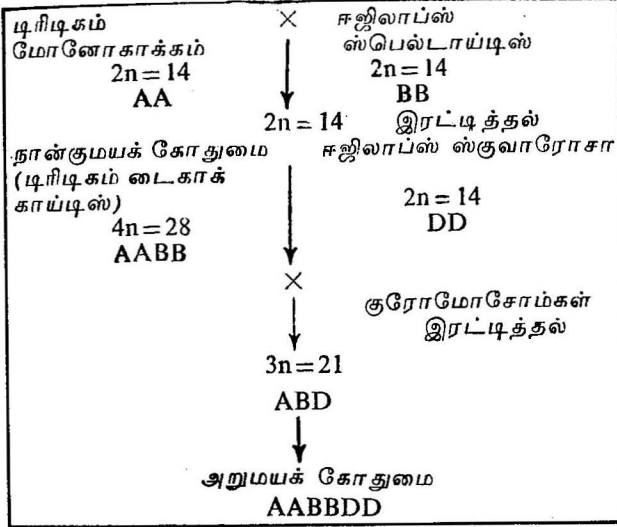 டிரிடிகம் × ஈஜிலாப்ஸ்
மோனோகாக்கம் ஸ்பெல்டாய்டிஸ்
2n=14 2n=14
AA BB
2n=14 இரட்டித்தல்
நான்குமயக் கோதுமை ஈஜிலாப்ஸ் ஸ்குவாரோசா
(டிரிடிகம் டைகாக்
காய்டிஸ்) 2n=14
4n=28 DD
AABB
×
குரோமோசோம்கள்
இரட்டித்தல்
3n=21
ABD
அறுமயக் கோதுமை
AABBDD